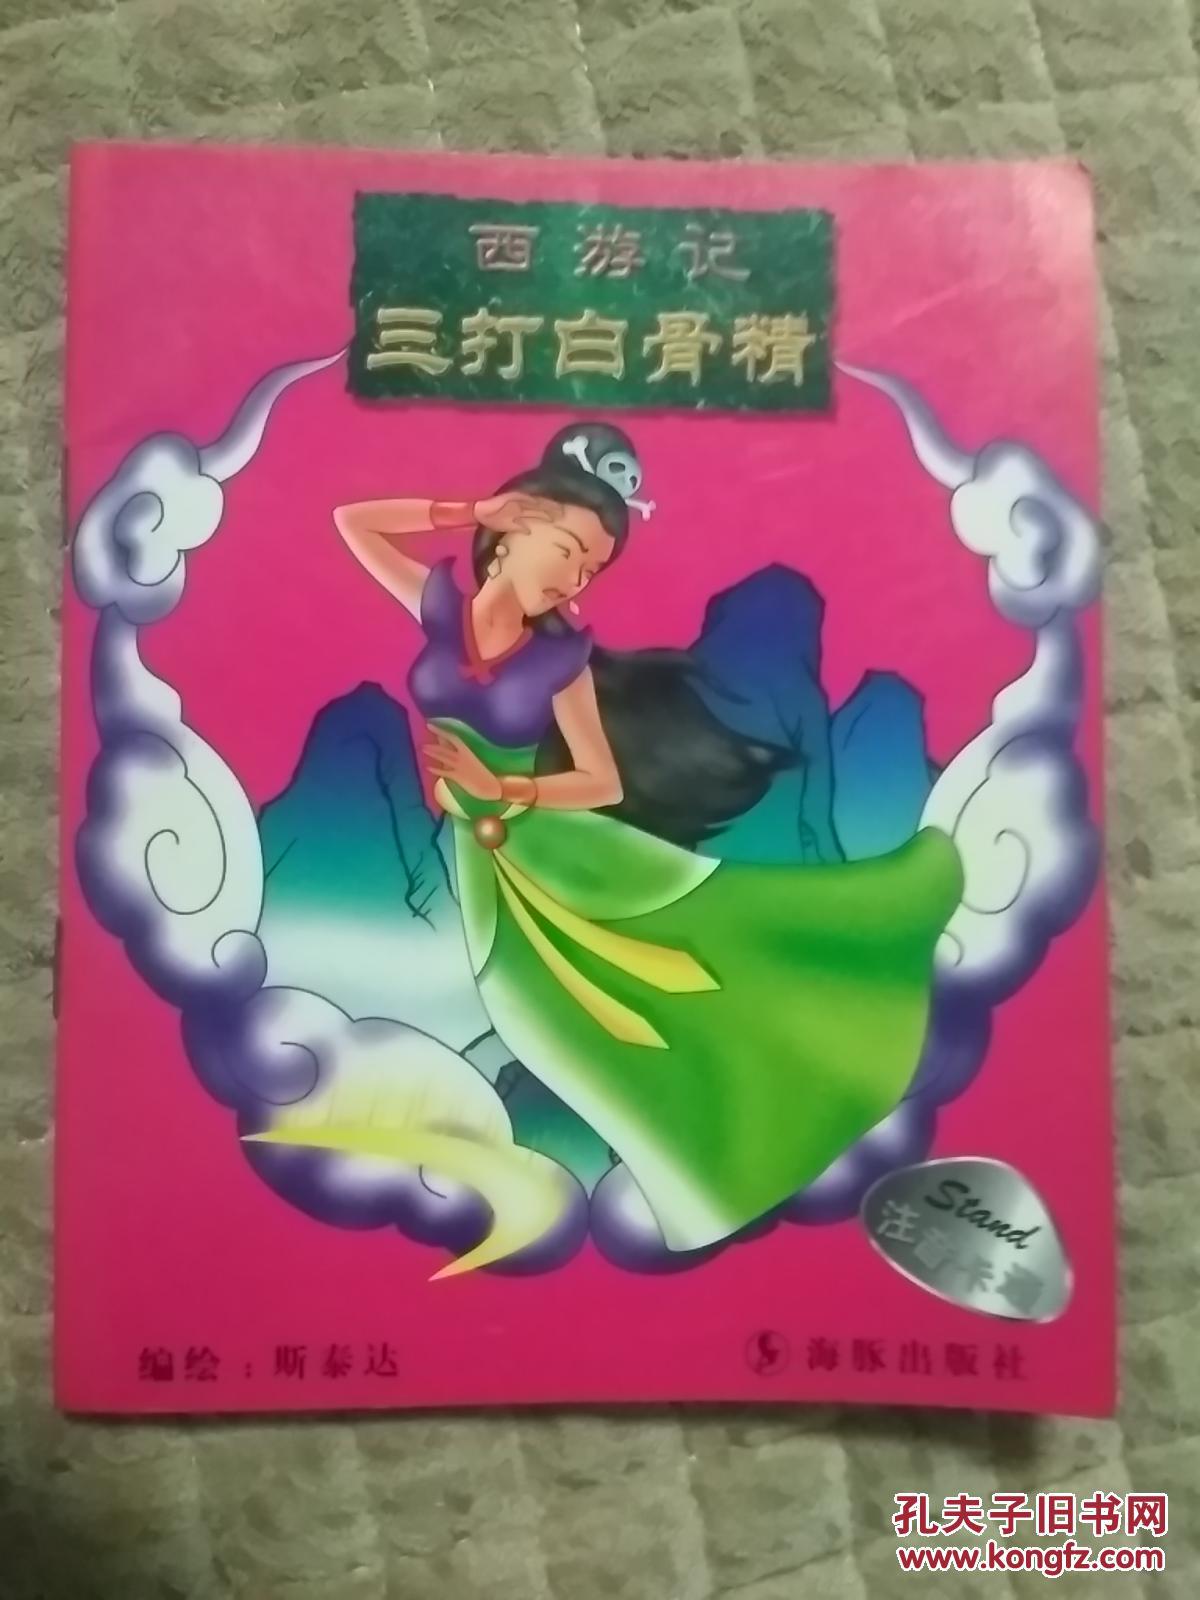 西游记
三打白骨精
Stand
注音卡通
编绘：斯泰达
海豚出版社
孔夫子旧书网
www.kongfz.com